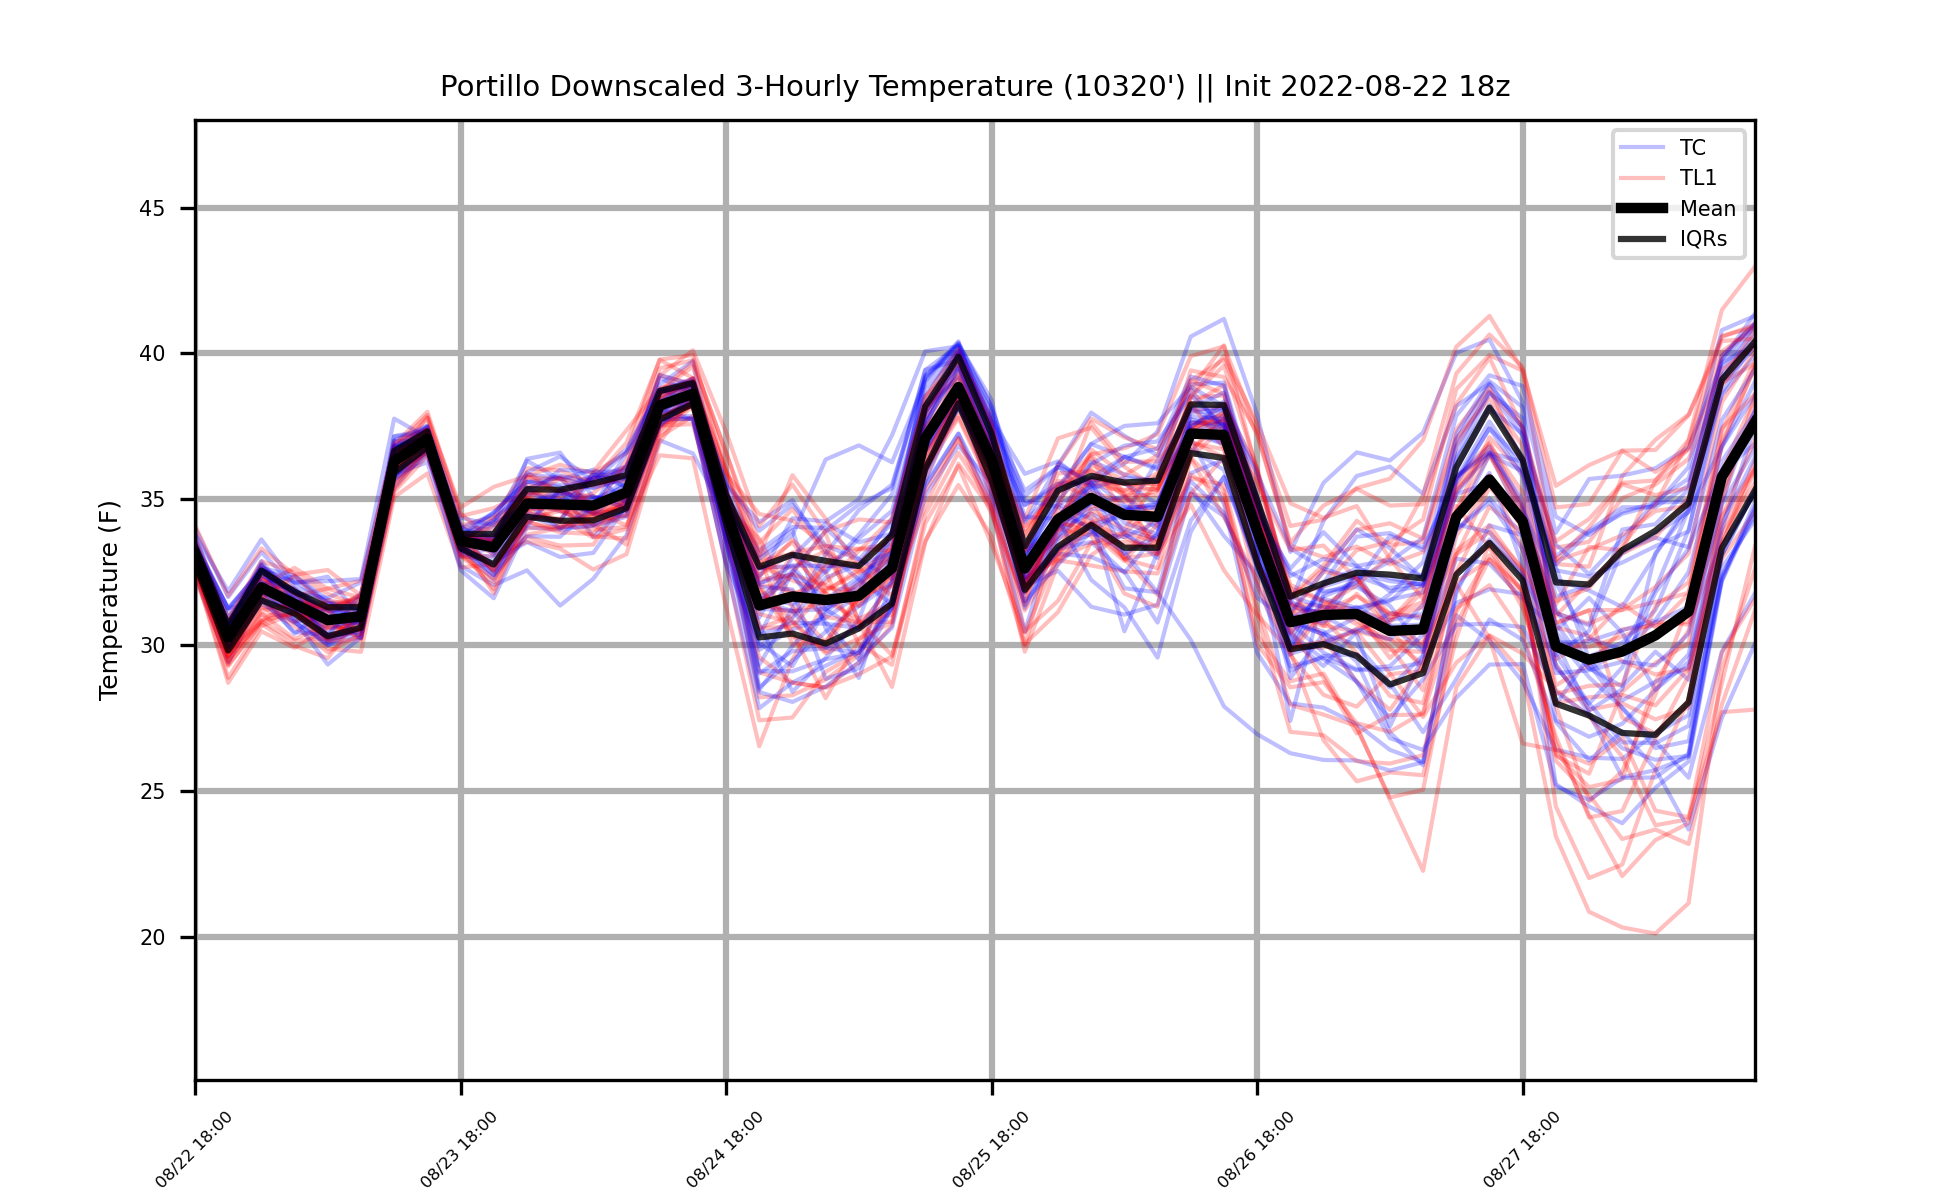 Portillo Downscaled 3-Hourly Temperature (10320') || Init 2022-08-22 18z
TC
TL1
Mean
IQRs
Temperature (F)
45
40
35
30
25
20
08/22 18:00
08/23 18:00
08/24 18:00
08/25 18:00
08/26 18:00
08/27 18:00